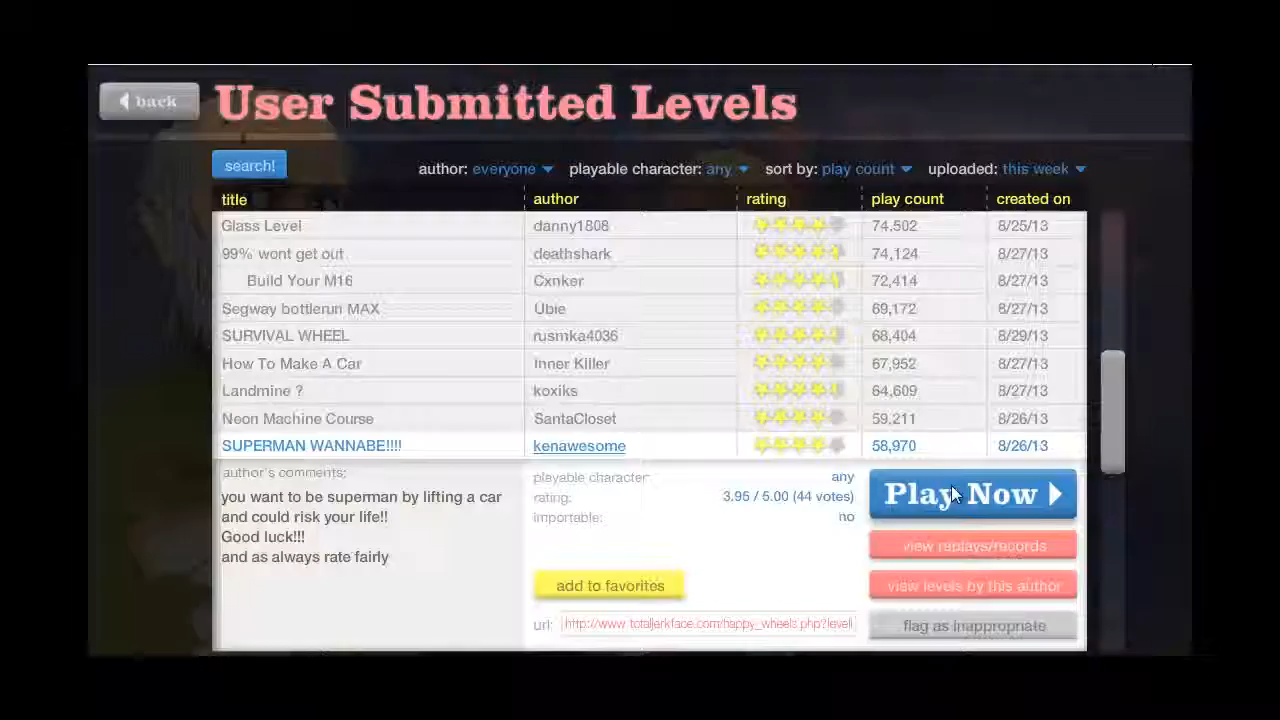 back
User Submitted Levels
search!
author: everyone playable character: any sort by: play count uploaded: this week
title author rating play count created on
Glass Level danny1808 74,502 8/25/13
99% wont get out deathshark 74,124 8/27/13
Build Your M16 Cxnker 72,414 8/27/13
Segway bottlerun MAX Ubie 69,172 8/27/13
SURVIVAL WHEEL rusmka4036 68,404 8/29/13
How To Make A Car Inner Killer 67,952 8/27/13
Landmine ? koxiks 64,609 8/27/13
Neon Machine Course SantaCloset 59,211 8/26/13
SUPERMAN WANNABE!!!! kenawesome 58,970 8/26/13
author's comments:
you want to be superman by lifting a car
and could risk your life!!
Good luck!!!
and as always rate fairly
playable character: any
rating: 3.95 / 5.00 (44 votes)
importable: no
add to favorites
url: http://www.totaljerkface.com/happy_wheels.php?leveli
Play Now
view replays/records
view levels by this author
flag as inappropriate